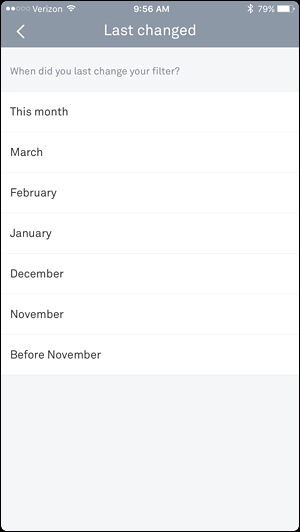 Verizon 9:56 AM 79%
Last changed
When did you last change your filter?
This month
March
February
January
December
November
Before November